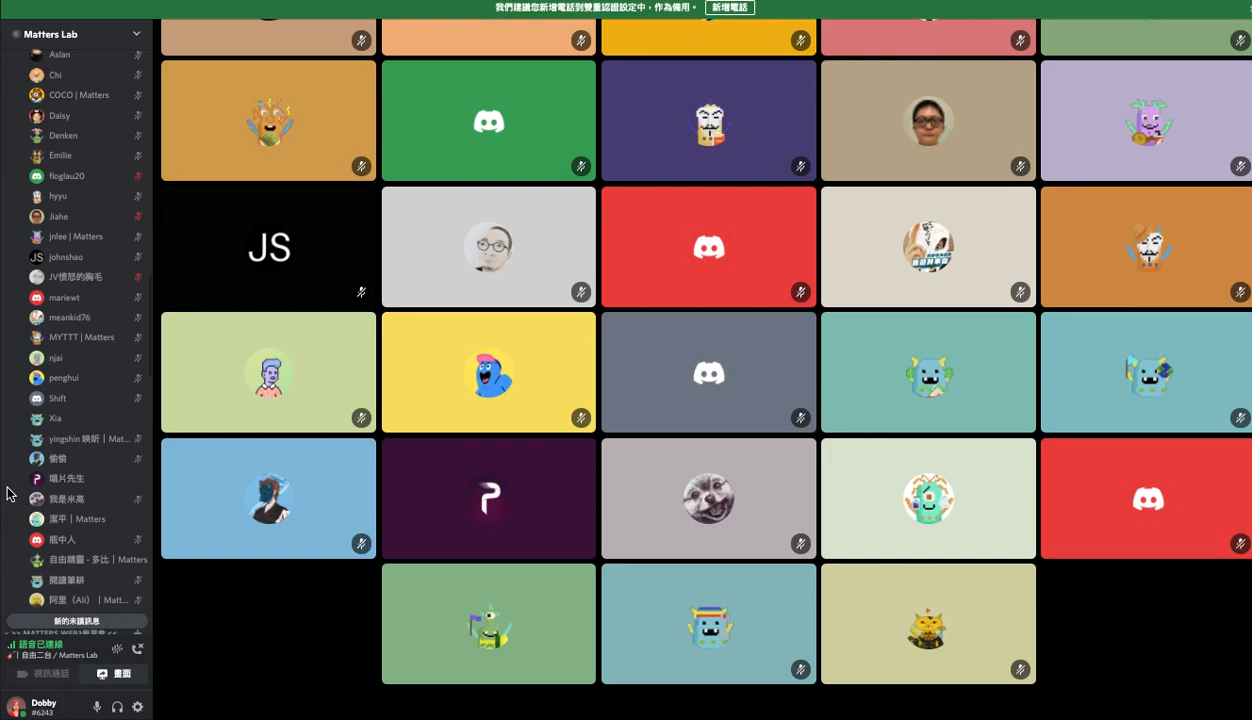 我們建議您新增電話到雙重認證設定中，作為備用。 新增電話
Matters Lab
Aslan
Chi
COCO | Matters
Daisy
Denken
Emilie
floglau20
hyyu
Jiahe
jnlee | Matters
johnshao
JV憤怒的胸毛
mariewt
meankid76
MYTTT | Matters
njai
penghui
Shift
Xia
yingshin 映昕 | Mat...
偷偷
唱片先生
我是米高
潔平 | Matters
瓶中人
自由精靈 - 多比 | Matters
閱讀筆耕
阿里（Ali） | Matt...
新的未讀訊息
語音已連線
自由二台 / Matters Lab
視訊通話 畫面
Dobby
#6243
JS